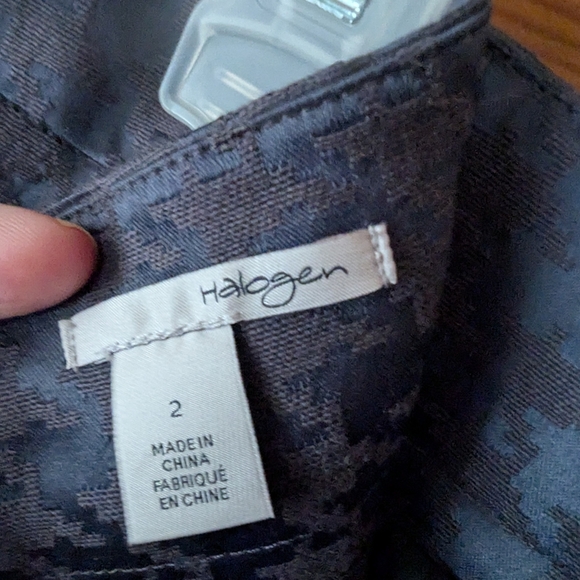 Halogen
2
MADE IN
CHINA
FABRIQUÉ
EN CHINE